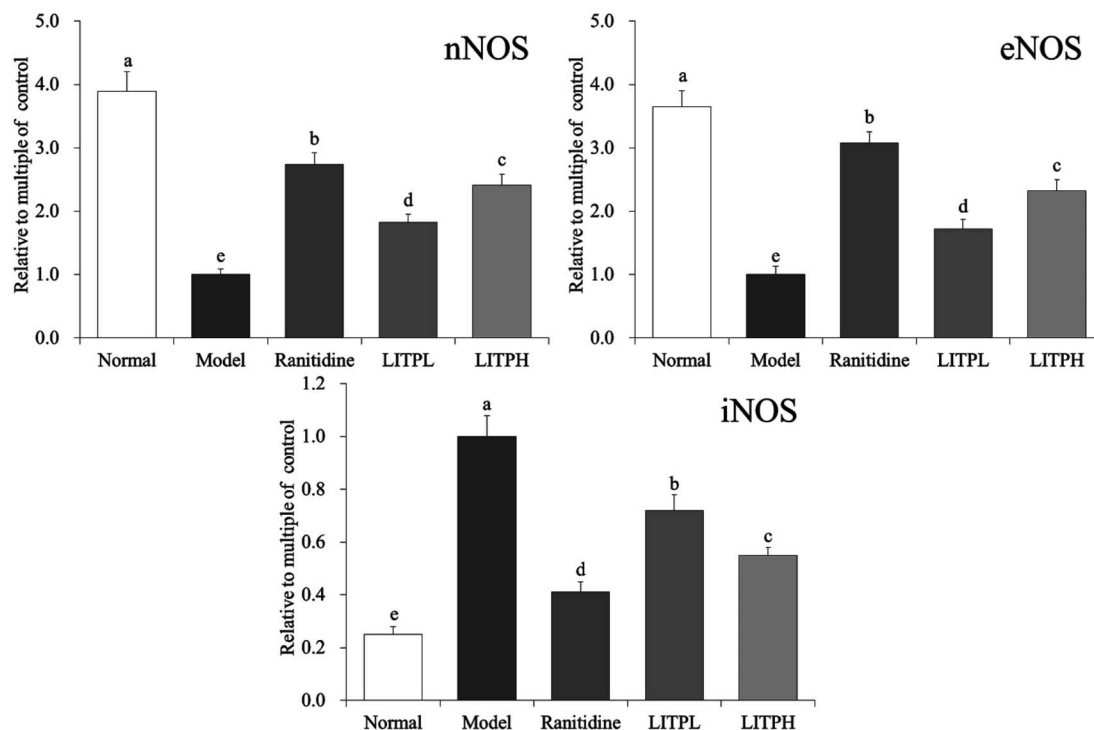 nNOS
Relative to multiple of control
5.0
4.0
3.0
2.0
1.0
0.0
a
e
b
d
c
Normal Model Ranitidine LITPL LITPH
eNOS
Relative to multiple of control
5.0
4.0
3.0
2.0
1.0
0.0
a
e
b
d
c
Normal Model Ranitidine LITPL LITPH
iNOS
Relative to multiple of control
1.2
1.0
0.8
0.6
0.4
0.2
0.0
e
a
d
b
c
Normal Model Ranitidine LITPL LITPH